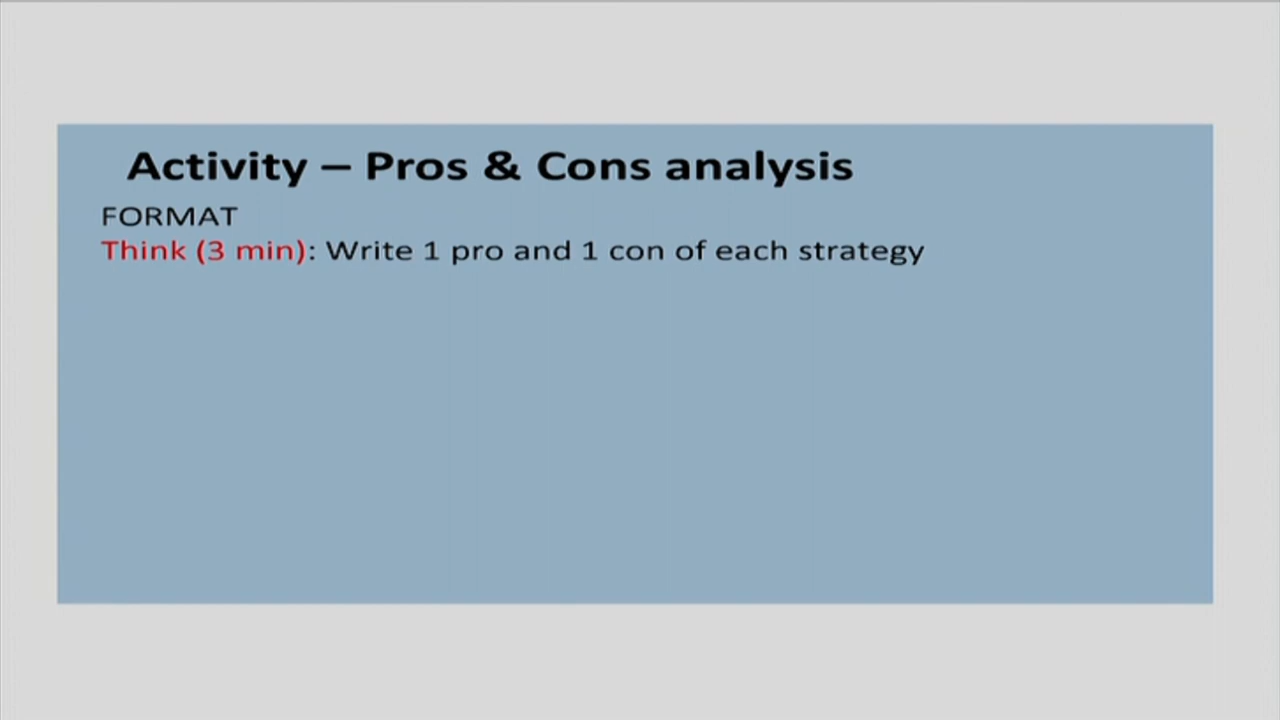 Activity – Pros & Cons analysis
FORMAT
Think (3 min): Write 1 pro and 1 con of each strategy